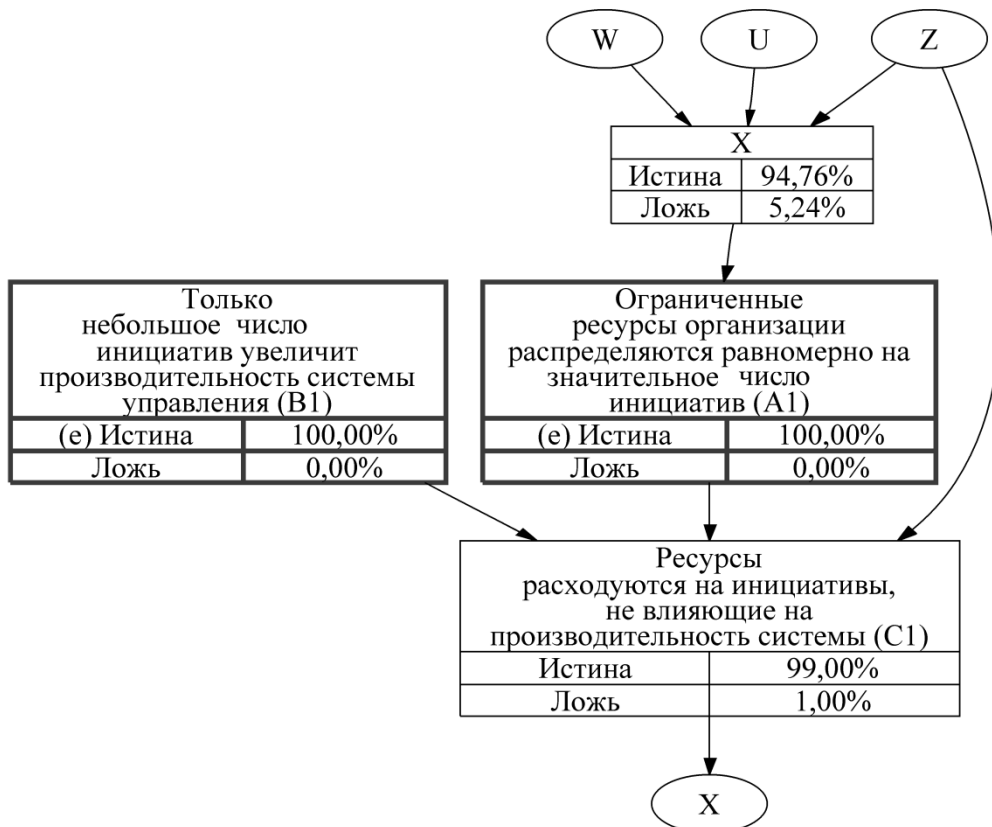 W U Z
X
Истина 94,76%
Ложь 5,24%
Только
небольшое число
инициатив увеличит
производительность системы
управления (B1)
(e) Истина 100,00%
Ложь 0,00%
Ограниченные
ресурсы организации
распределяются равномерно на
значительное число
инициатив (A1)
(e) Истина 100,00%
Ложь 0,00%
Ресурсы
расходуются на инициативы,
не влияющие на
производительность системы (C1)
Истина 99,00%
Ложь 1,00%
X